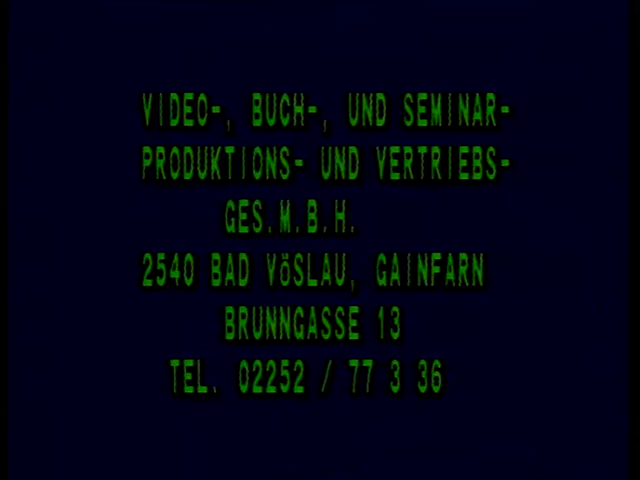 VIDEO-, BUCH-, UND SEMINAR-
PRODUKTIONS- UND VERTRIEBS-
GES.M.B.H.
2540 BAD VöSLAU, GAINFARN
BRUNNGASSE 13
TEL. 02252 / 77 3 36